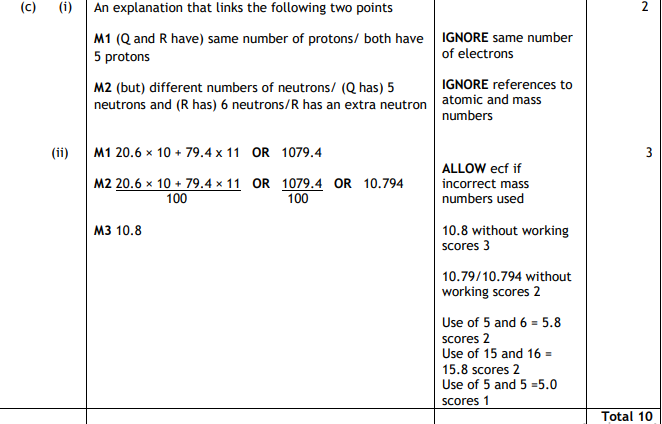 (c) (i) An explanation that links the following two points 2
M1 (Q and R have) same number of protons/ both have
5 protons
IGNORE same number
of electrons
M2 (but) different numbers of neutrons/ (Q has) 5
neutrons and (R has) 6 neutrons/R has an extra neutron
IGNORE references to
atomic and mass
numbers
(ii) M1 20.6 × 10 + 79.4 x 11 OR 1079.4 3
M2 20.6 × 10 + 79.4 × 11 OR 1079.4 OR 10.794
100 100
ALLOW ecf if
incorrect mass
numbers used
M3 10.8
10.8 without working
scores 3
10.79/10.794 without
working scores 2
Use of 5 and 6 = 5.8
scores 2
Use of 15 and 16 =
15.8 scores 2
Use of 5 and 5 =5.0
scores 1
Total 10